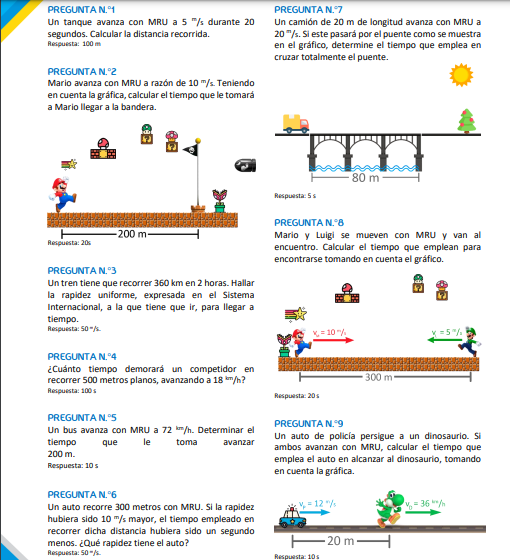 PREGUNTA N.°1
Un tanque avanza con MRU a 5 m/s durante 20
segundos. Calcular la distancia recorrida.
Respuesta: 100 m
PREGUNTA N.°2
Mario avanza con MRU a razón de 10 m/s. Teniendo
en cuenta la gráfica, calcular el tiempo que le tomará
a Mario llegar a la bandera.
200 m
Respuesta: 20s
PREGUNTA N.°3
Un tren tiene que recorrer 360 km en 2 horas. Hallar
la rapidez uniforme, expresada en el Sistema
Internacional, a la que tiene que ir, para llegar a
tiempo.
Respuesta: 50 m/s.
PREGUNTA N.°4
¿Cuánto tiempo demorará un competidor en
recorrer 500 metros planos, avanzando a 18 km/h?
Respuesta: 100 s
PREGUNTA N.°5
Un bus avanza con MRU a 72 km/h. Determinar el
tiempo que le toma avanzar
200 m.
Respuesta: 10 s
PREGUNTA N.°6
Un auto recorre 300 metros con MRU. Si la rapidez
hubiera sido 10 m/s mayor, el tiempo empleado en
recorrer dicha distancia hubiera sido un segundo
menos. ¿Qué rapidez tiene el auto?
Respuesta: 50 m/s.
PREGUNTA N.°7
Un camión de 20 m de longitud avanza con MRU a
20 m/s. Si este pasará por el puente como se muestra
en el gráfico, determine el tiempo que emplea en
cruzar totalmente el puente.
80 m
Respuesta: 5 s
PREGUNTA N.°8
Mario y Luigi se mueven con MRU y van al
encuentro. Calcular el tiempo que emplean para
encontrarse tomando en cuenta el gráfico.
= 10 m/s
= 5 m/s
300 m
Respuesta: 20 s
PREGUNTA N.°9
Un auto de policía persigue a un dinosaurio. Si
ambos avanzan con MRU, calcular el tiempo que
emplea el auto en alcanzar al dinosaurio, tomando
en cuenta la gráfica.
= 12 m/s
= 36 km/h
20 m
Respuesta: 10 s